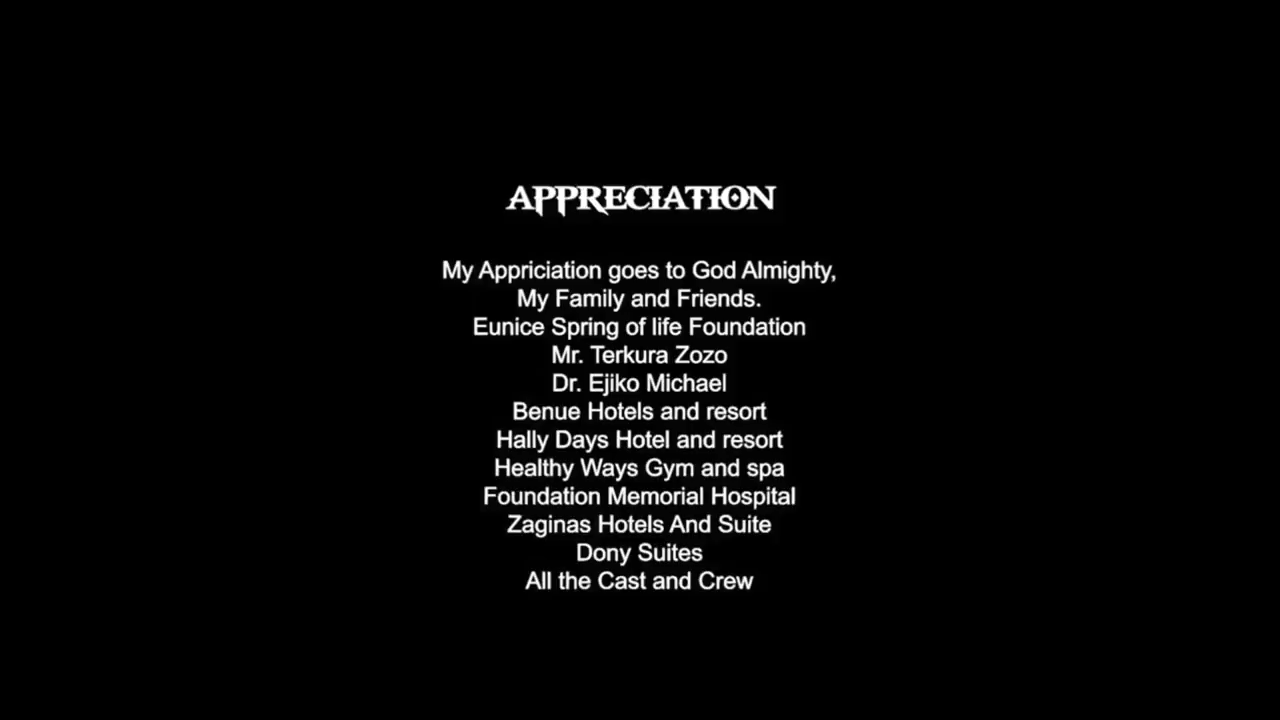 APPRECIATION
My Appriciation goes to God Almighty,
My Family and Friends.
Eunice Spring of life Foundation
Mr. Terkura Zozo
Dr. Ejiko Michael
Benue Hotels and resort
Hally Days Hotel and resort
Healthy Ways Gym and spa
Foundation Memorial Hospital
Zaginas Hotels And Suite
Dony Suites
All the Cast and Crew